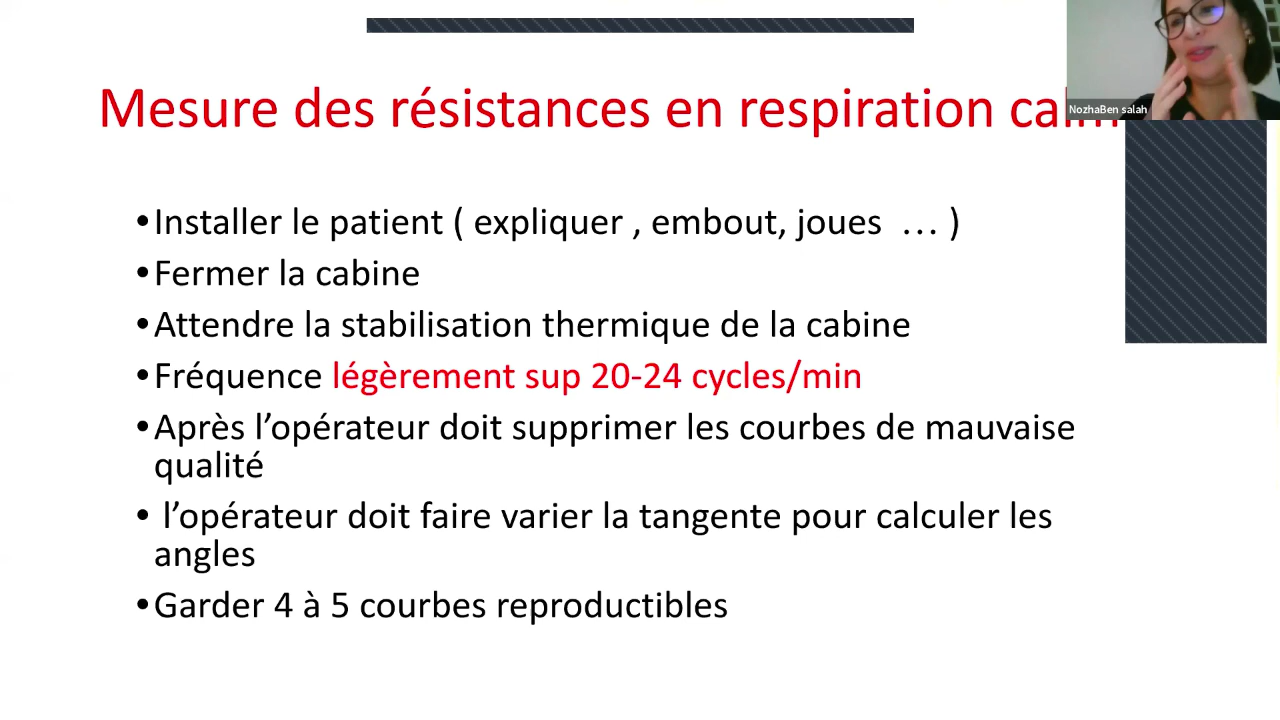 Mesure des résistances en respiration
NozhaBen salah
•Installer le patient ( expliquer , embout, joues … )
•Fermer la cabine
•Attendre la stabilisation thermique de la cabine
•Fréquence légèrement sup 20-24 cycles/min
•Après l’opérateur doit supprimer les courbes de mauvaise
qualité
• l’opérateur doit faire varier la tangente pour calculer les
angles
•Garder 4 à 5 courbes reproductibles